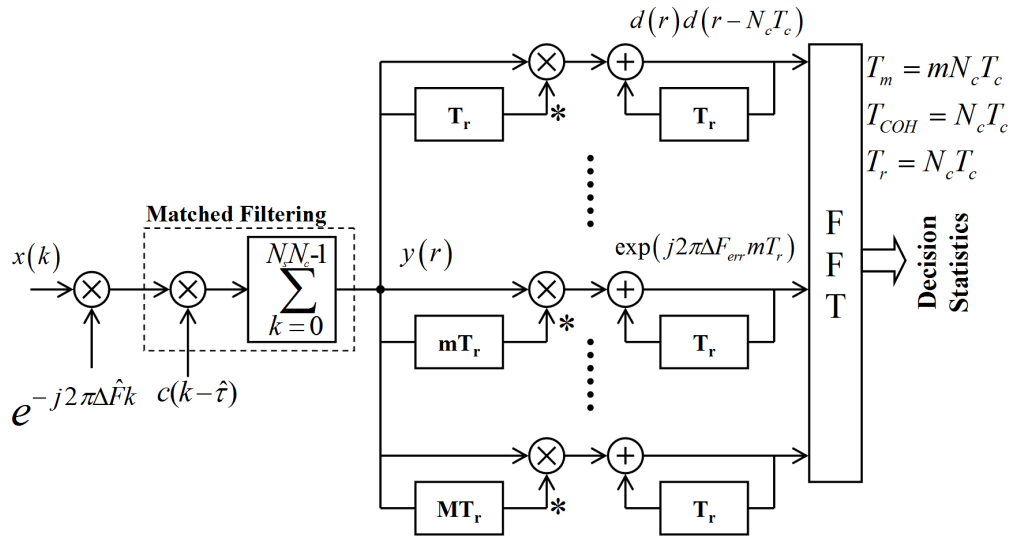 d(r)d(r−N_cT_c)
T_m = mN_cT_c
T_r
*
T_r
T_COH = N_cT_c
T_r = N_cT_c
Matched Filtering
x(k)
N_sN_c-1
∑
k = 0
y(r)
exp(j2πΔF_err mT_r)
mT_r
*
T_r
F
F
T
Decision
Statistics
e^{−j2πΔF̂k}
c(k−τ̂)
MT_r
*
T_r